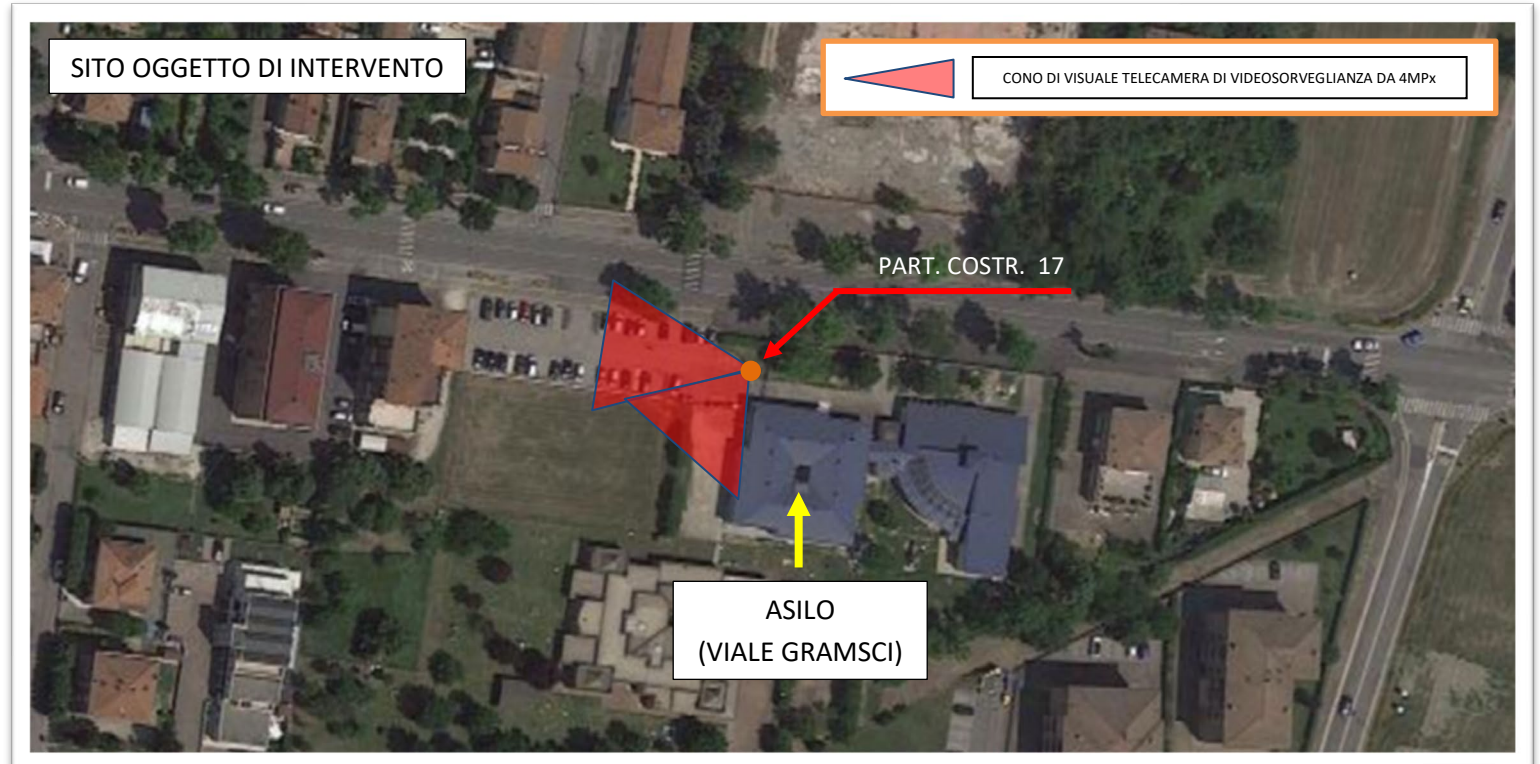 SITO OGGETTO DI INTERVENTO
CONO DI VISUALE TELECAMERA DI VIDEOSORVEGLIANZA DA 4MPx
PART. COSTR. 17
ASILO
(VIALE GRAMSCI)